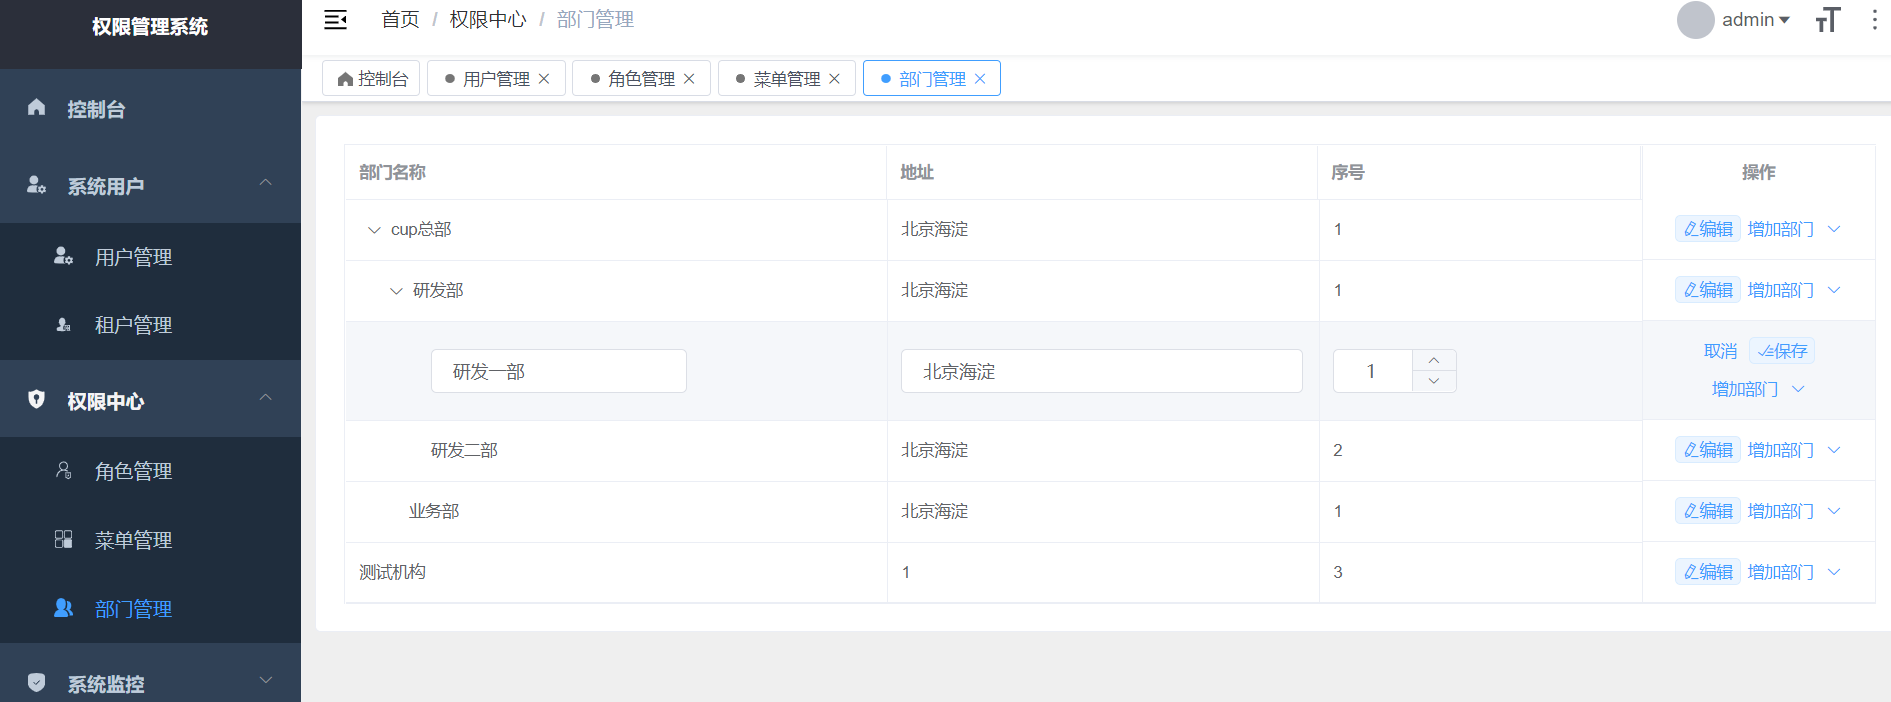 权限管理系统
首页 / 权限中心 / 部门管理
admin
控制台
用户管理
角色管理
菜单管理
部门管理
控制台
系统用户
用户管理
租户管理
权限中心
角色管理
菜单管理
部门管理
系统监控
部门名称 地址 序号 操作
cup总部 北京海淀 1 编辑 增加部门
研发部 北京海淀 1 编辑 增加部门
研发一部 北京海淀 1 取消 保存
增加部门
研发二部 北京海淀 2 编辑 增加部门
业务部 北京海淀 1 编辑 增加部门
测试机构 1 3 编辑 增加部门